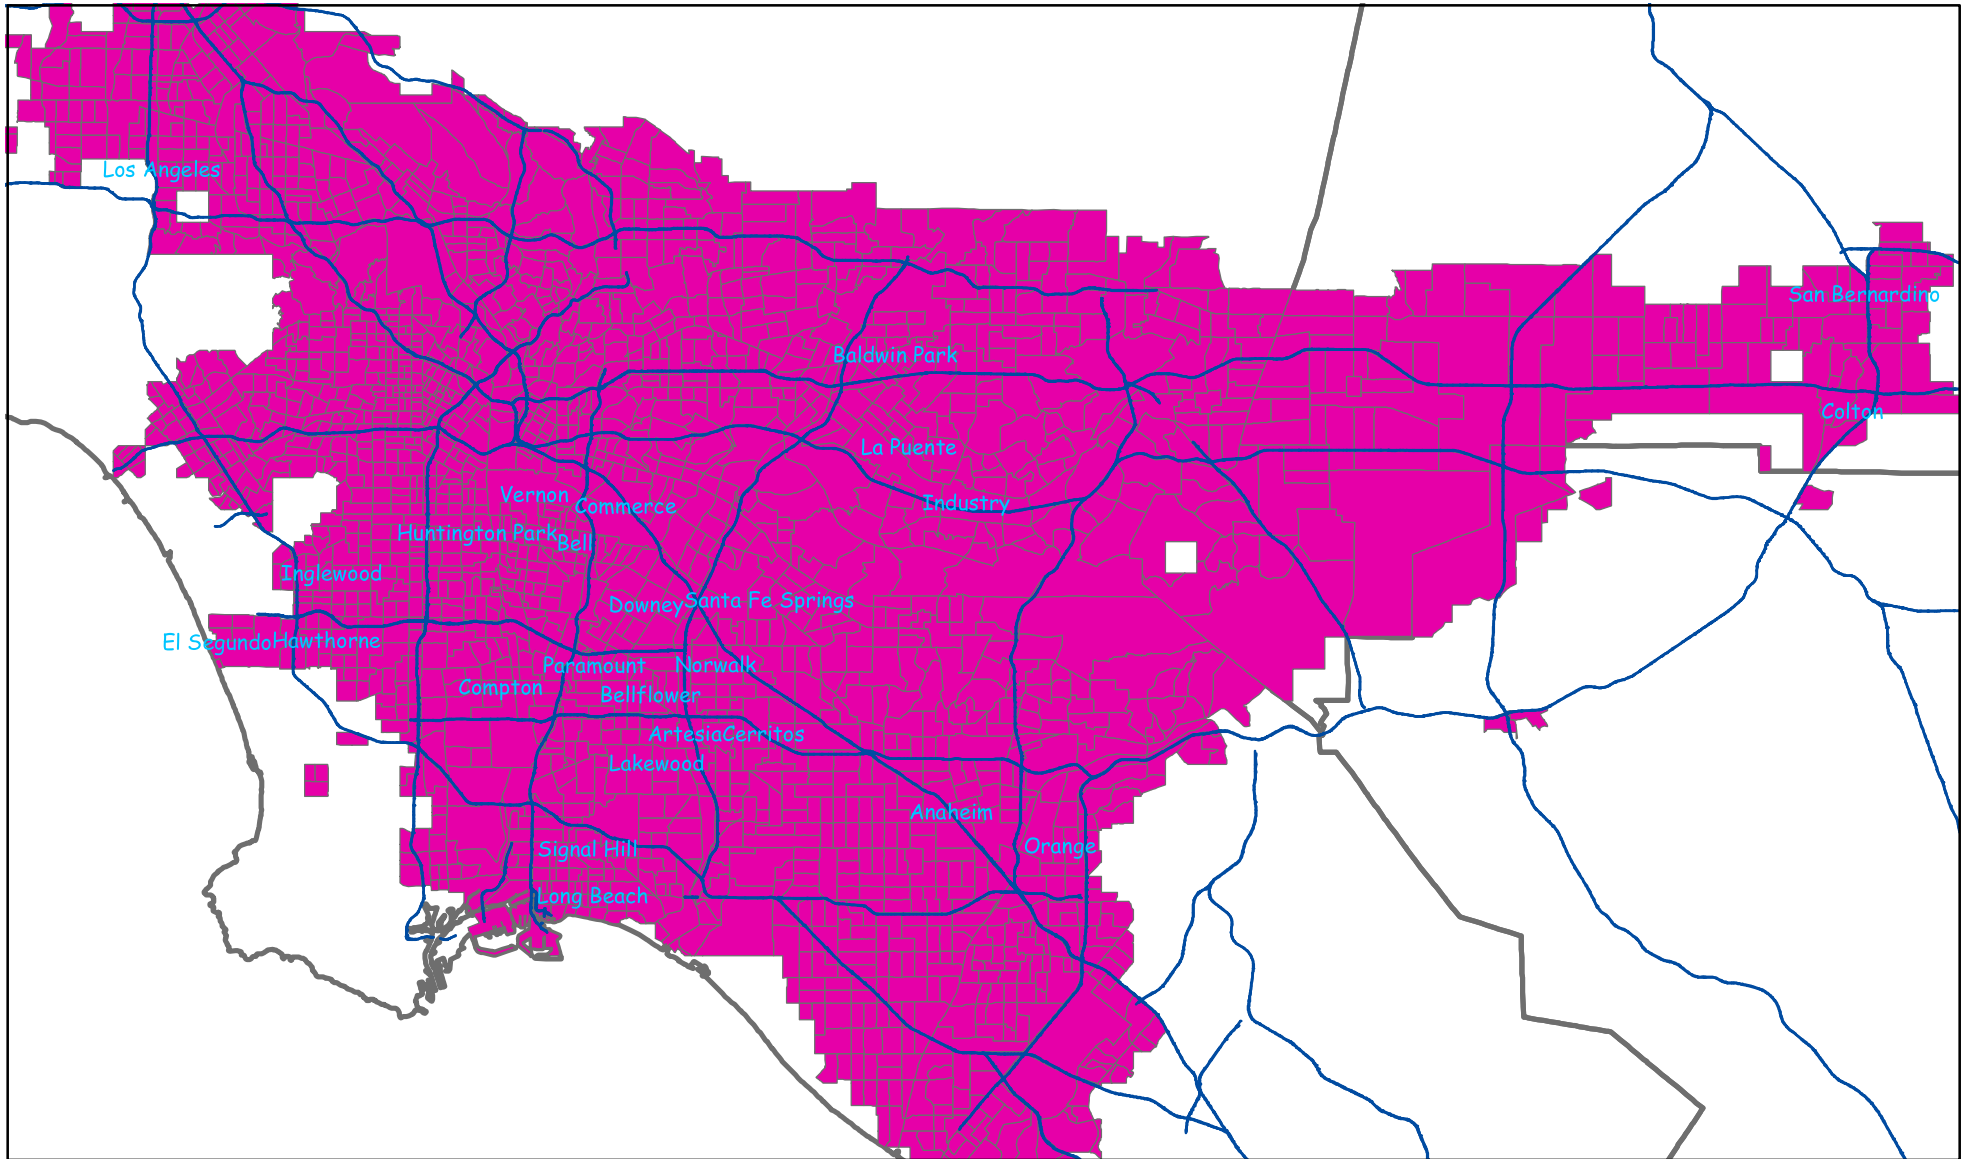 Los Angeles
San Bernardino
Baldwin Park
Colton
La Puente
Vernon
Commerce
Industry
Huntington Park
Bell
Inglewood
Downey
Santa Fe Springs
El Segundo
Hawthorne
Paramount
Norwalk
Compton
Bellflower
Artesia
Cerritos
Lakewood
Anaheim
Signal Hill
Orange
Long Beach